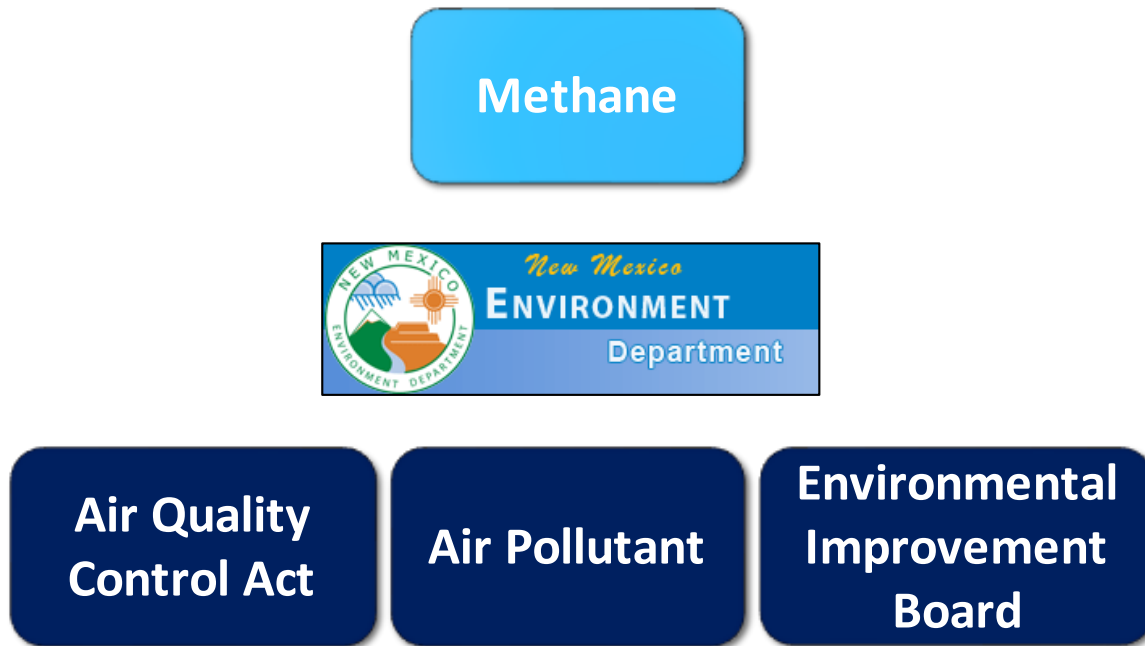 Methane
NEW MEXICO
ENVIRONMENT DEPARTMENT
New Mexico
ENVIRONMENT
Department
Air Quality
Control Act
Air Pollutant
Environmental
Improvement
Board